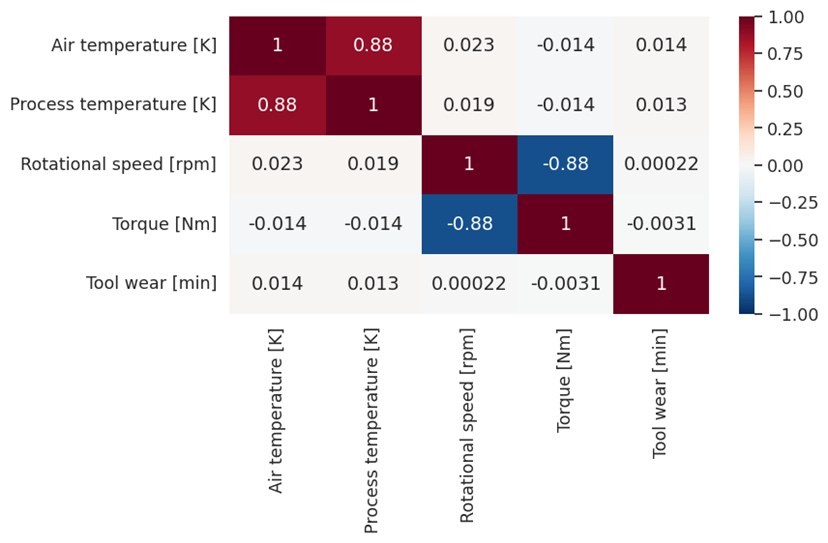 Air temperature [K] 1 0.88 0.023 -0.014 0.014
Process temperature [K] 0.88 1 0.019 -0.014 0.013
Rotational speed [rpm] 0.023 0.019 1 -0.88 0.00022
Torque [Nm] -0.014 -0.014 -0.88 1 -0.0031
Tool wear [min] 0.014 0.013 0.00022 -0.0031 1
Air temperature [K]
Process temperature [K]
Rotational speed [rpm]
Torque [Nm]
Tool wear [min]
1.00
0.75
0.50
0.25
0.00
−0.25
−0.50
−0.75
−1.00